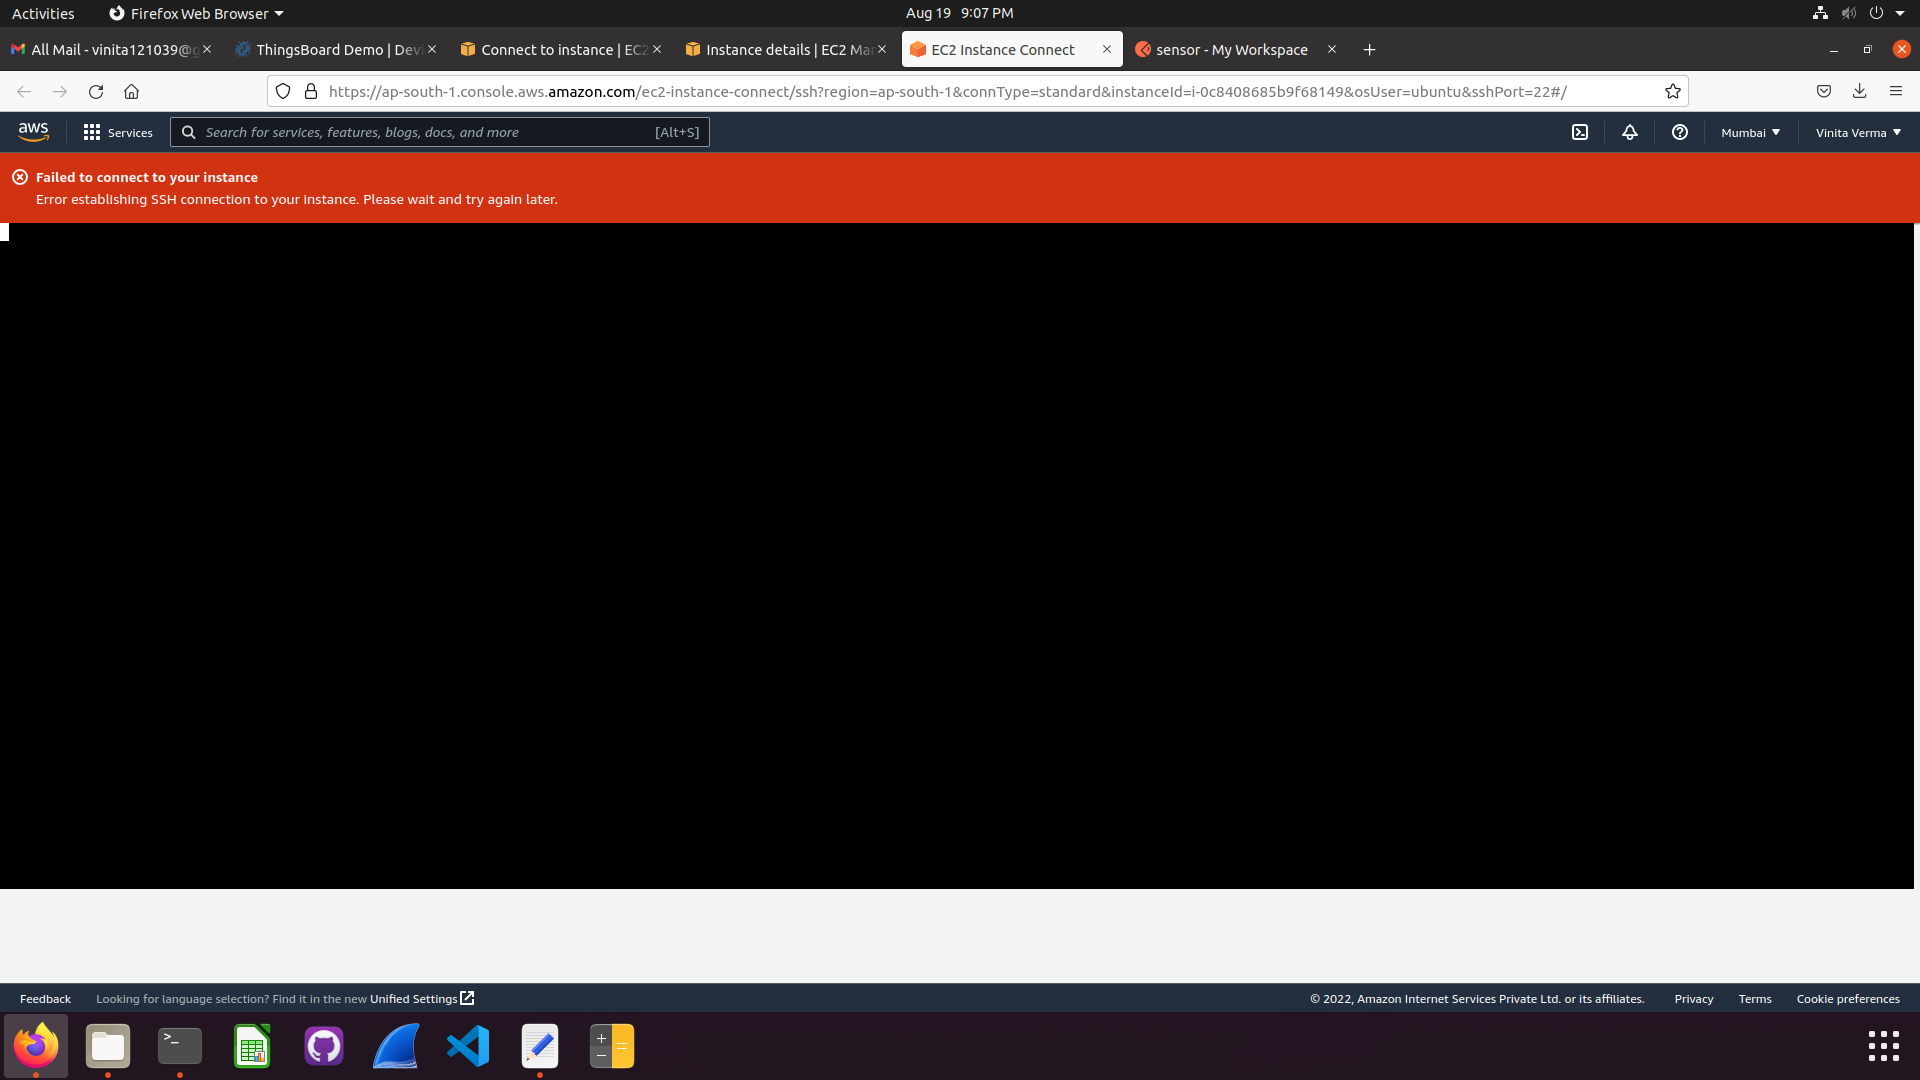 Activities
Firefox Web Browser
Aug 19 9:07 PM
All Mail - vinita121039@g
ThingsBoard Demo | Devi
Connect to instance | EC2
Instance details | EC2 Mar
EC2 Instance Connect
sensor - My Workspace
https://ap-south-1.console.aws.amazon.com/ec2-instance-connect/ssh?region=ap-south-1&connType=standard&instanceId=i-0c8408685b9f68149&osUser=ubuntu&sshPort=22#/
aws
Services
Search for services, features, blogs, docs, and more
[Alt+S]
Mumbai
Vinita Verma
Failed to connect to your instance
Error establishing SSH connection to your instance. Please wait and try again later.
Feedback
Looking for language selection? Find it in the new Unified Settings
© 2022, Amazon Internet Services Private Ltd. or its affiliates.
Privacy
Terms
Cookie preferences